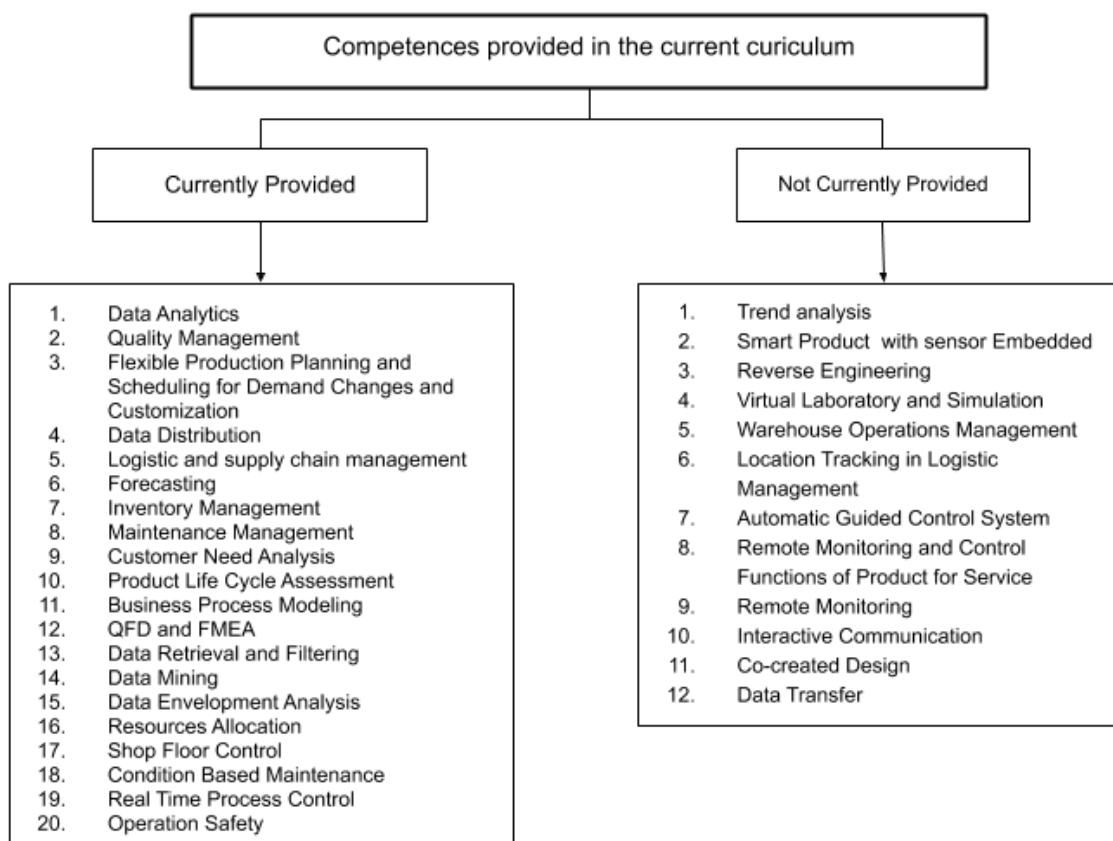 Competences provided in the current curiculum
Currently Provided
Not Currently Provided
1. Data Analytics
2. Quality Management
3. Flexible Production Planning and
Scheduling for Demand Changes and
Customization
4. Data Distribution
5. Logistic and supply chain management
6. Forecasting
7. Inventory Management
8. Maintenance Management
9. Customer Need Analysis
10. Product Life Cycle Assessment
11. Business Process Modeling
12. QFD and FMEA
13. Data Retrieval and Filtering
14. Data Mining
15. Data Envelopment Analysis
16. Resources Allocation
17. Shop Floor Control
18. Condition Based Maintenance
19. Real Time Process Control
20. Operation Safety
1. Trend analysis
2. Smart Product with sensor Embedded
3. Reverse Engineering
4. Virtual Laboratory and Simulation
5. Warehouse Operations Management
6. Location Tracking in Logistic
Management
7. Automatic Guided Control System
8. Remote Monitoring and Control
Functions of Product for Service
9. Remote Monitoring
10. Interactive Communication
11. Co-created Design
12. Data Transfer